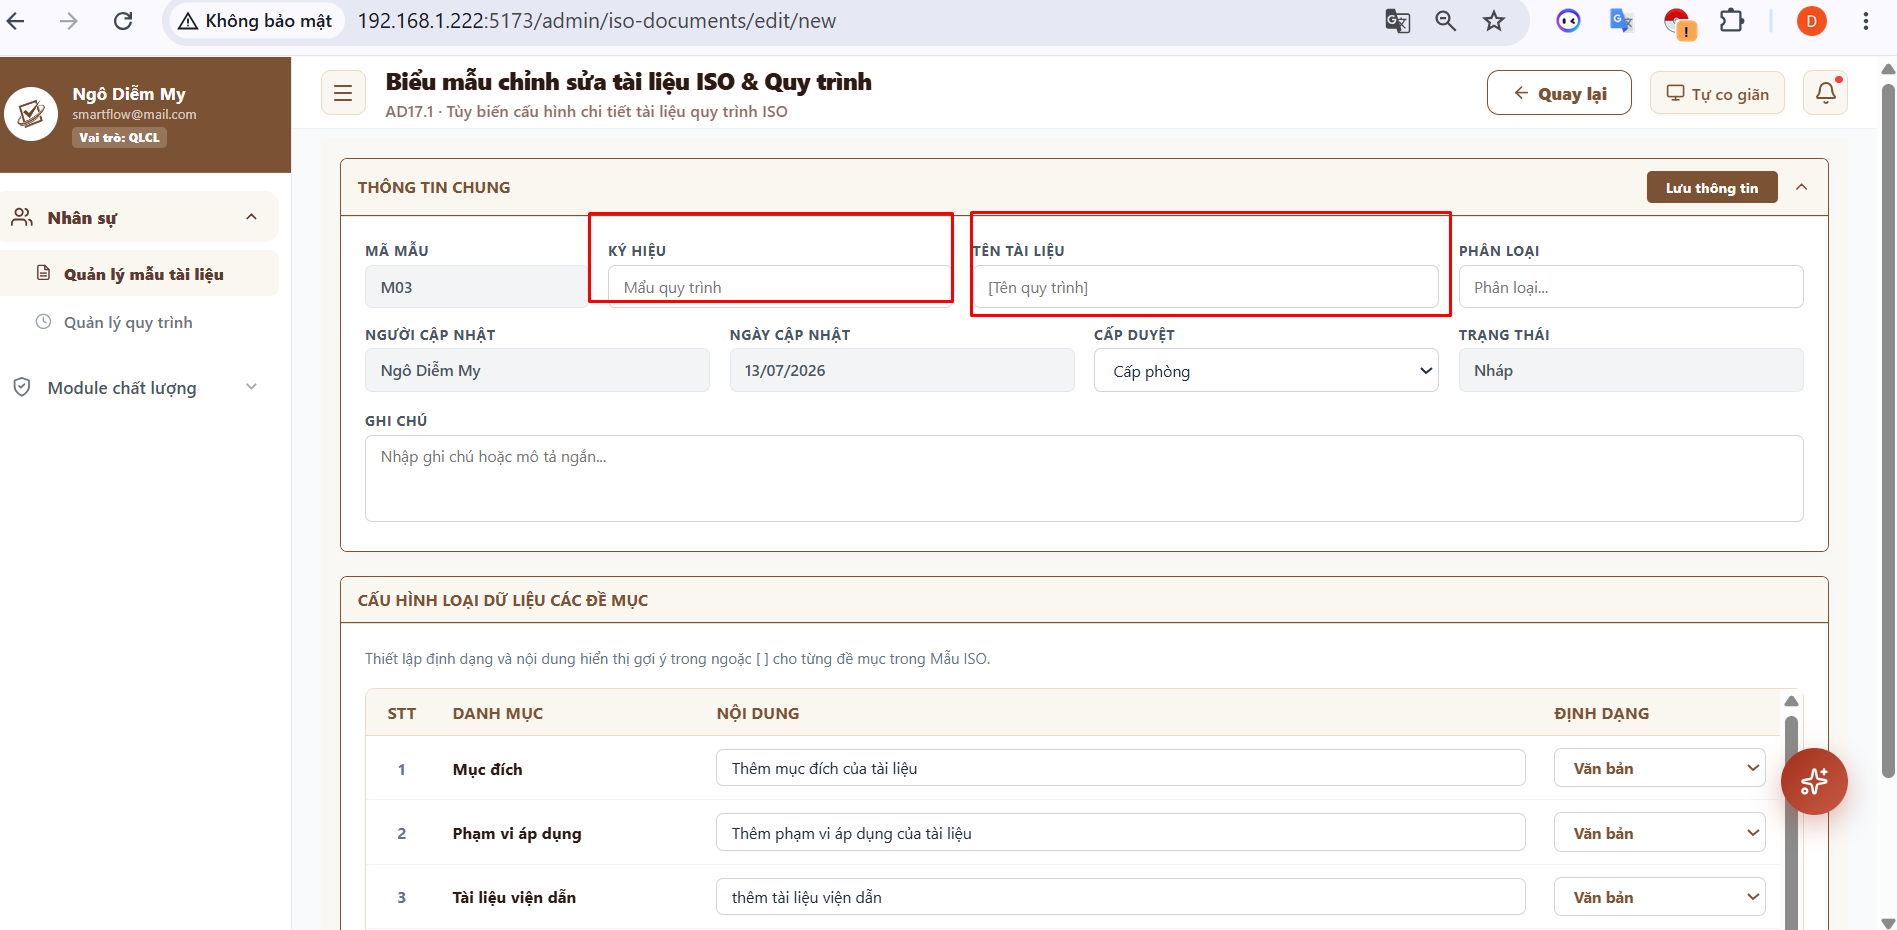 Không bảo mật
192.168.1.222:5173/admin/iso-documents/edit/new
D
Ngô Diễm My
smartflow@mail.com
Vai trò: QLCL
Nhân sự
Quản lý mẫu tài liệu
Quản lý quy trình
Module chất lượng
Biểu mẫu chỉnh sửa tài liệu ISO & Quy trình
AD17.1 · Tùy biến cấu hình chi tiết tài liệu quy trình ISO
Quay lại
Tự co giãn
THÔNG TIN CHUNG
Lưu thông tin
MÃ MẪU
KÝ HIỆU
TÊN TÀI LIỆU
PHÂN LOẠI
M03
Mẩu quy trình
[Tên quy trình]
Phân loại...
NGƯỜI CẬP NHẬT
NGÀY CẬP NHẬT
CẤP DUYỆT
TRẠNG THÁI
Ngô Diễm My
13/07/2026
Cấp phòng
Nháp
GHI CHÚ
Nhập ghi chú hoặc mô tả ngắn...
CẤU HÌNH LOẠI DỮ LIỆU CÁC ĐỀ MỤC
Thiết lập định dạng và nội dung hiển thị gợi ý trong ngoặc [ ] cho từng đề mục trong Mẫu ISO.
STT DANH MỤC NỘI DUNG ĐỊNH DẠNG
1 Mục đích Thêm mục đích của tài liệu Văn bản
2 Phạm vi áp dụng Thêm phạm vi áp dụng của tài liệu Văn bản
3 Tài liệu viện dẫn thêm tài liệu viện dẫn Văn bản